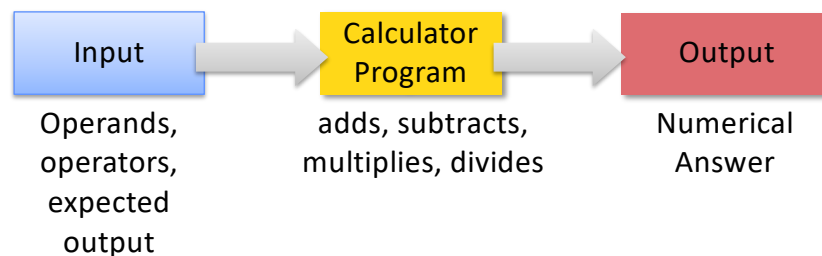 Input
Calculator
Program
Output
Operands,
operators,
expected
output
adds, subtracts,
multiplies, divides
Numerical
Answer